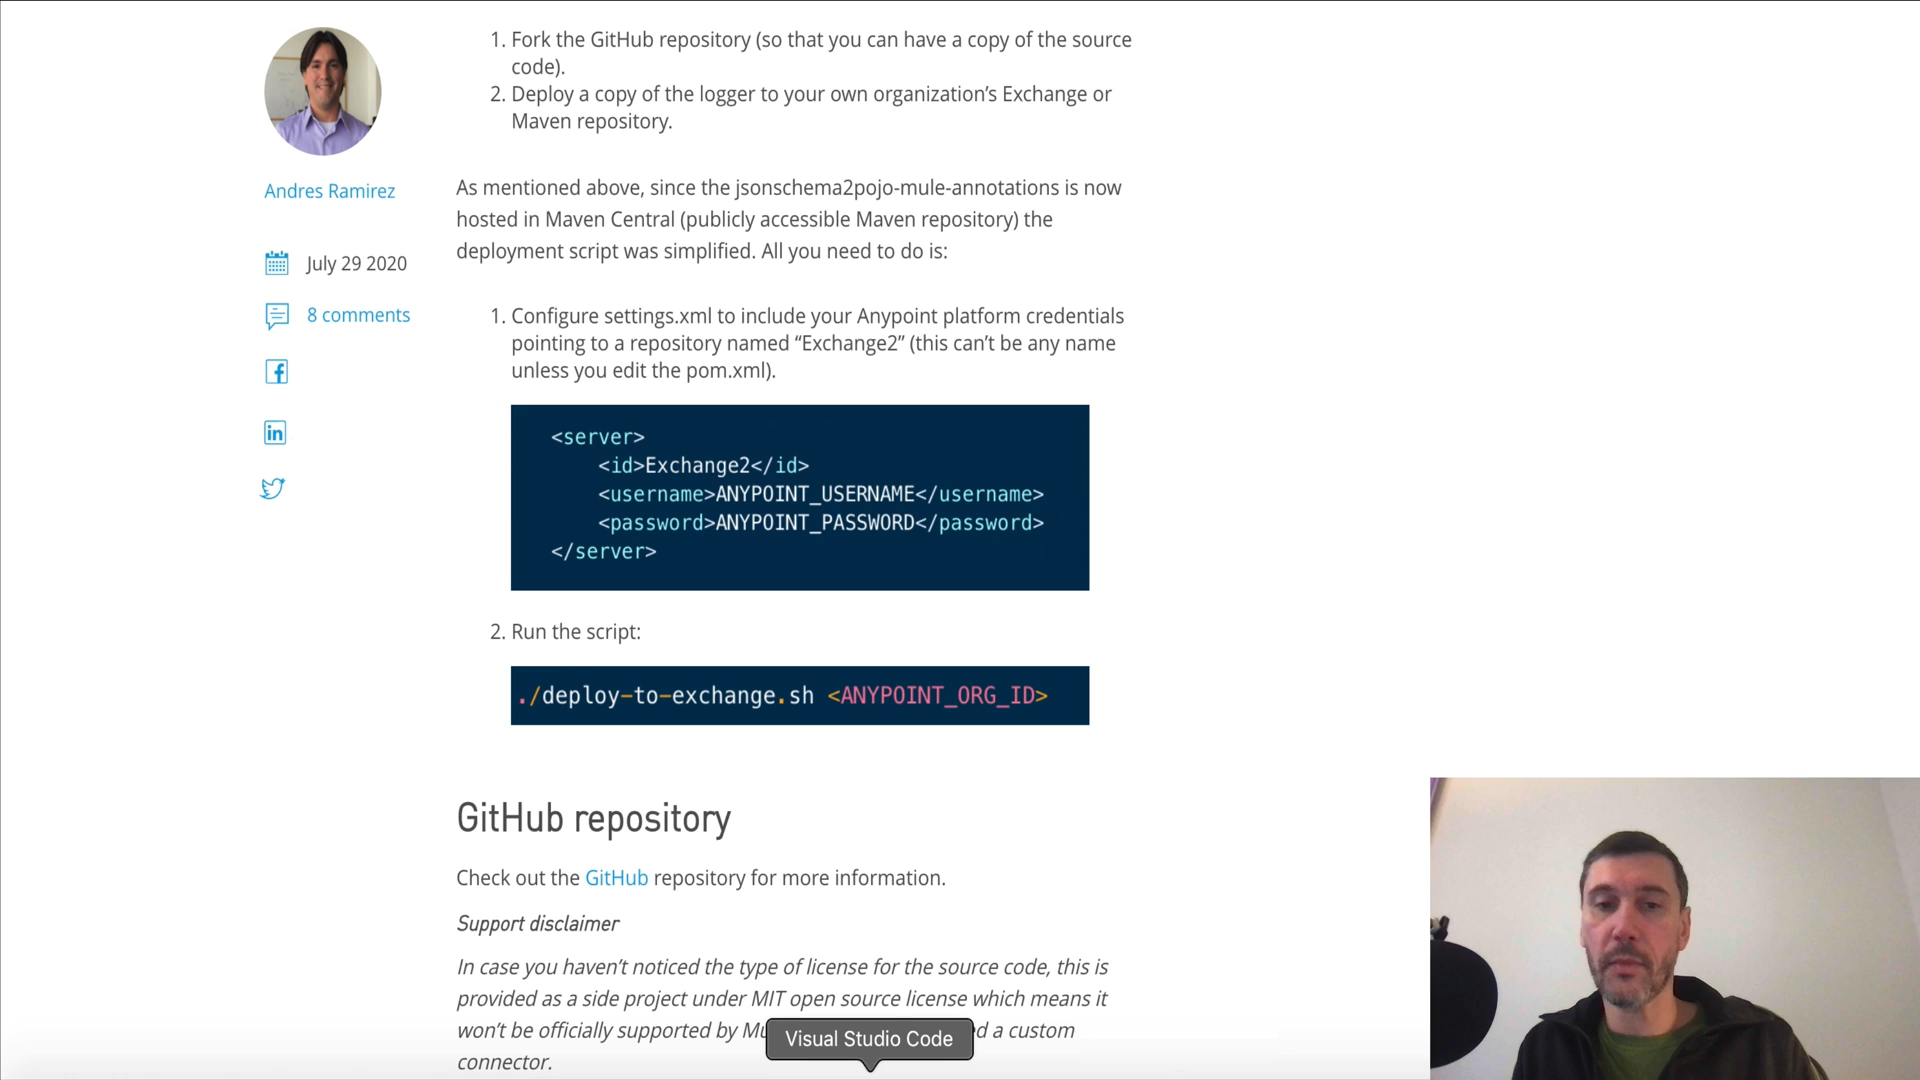 1. Fork the GitHub repository (so that you can have a copy of the source
code).
2. Deploy a copy of the logger to your own organization’s Exchange or
Maven repository.
Andres Ramirez
July 29 2020
8 comments
As mentioned above, since the jsonschema2pojo-mule-annotations is now
hosted in Maven Central (publicly accessible Maven repository) the
deployment script was simplified. All you need to do is:
1. Configure settings.xml to include your Anypoint platform credentials
pointing to a repository named “Exchange2” (this can’t be any name
unless you edit the pom.xml).
<server>
<id>Exchange2</id>
<username>ANYPOINT_USERNAME</username>
<password>ANYPOINT_PASSWORD</password>
</server>
2. Run the script:
./deploy-to-exchange.sh <ANYPOINT_ORG_ID>
GitHub repository
Check out the GitHub repository for more information.
Support disclaimer
In case you haven’t noticed the type of license for the source code, this is
provided as a side project under MIT open source license which means it
won’t be officially supported by a custom
connector.
Visual Studio Code